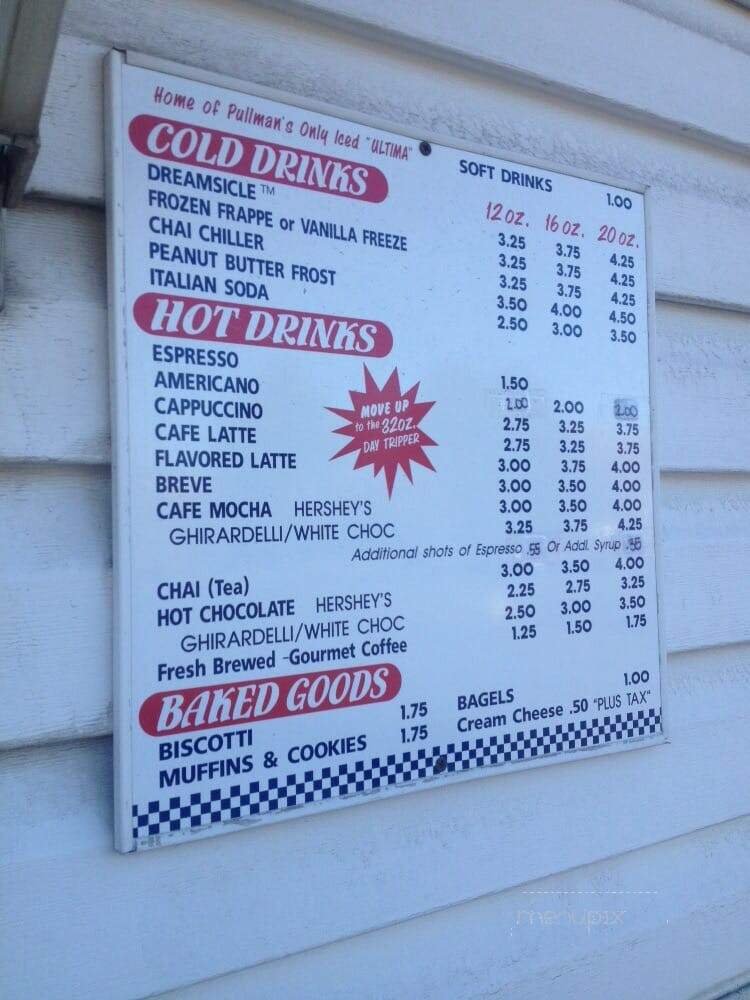 Home of Pullman's Only Iced "ULTIMA"
COLD DRINKS
SOFT DRINKS 1.00
12 OZ. 16 OZ. 20 OZ.
DREAMSICLE™ 3.25 3.75 4.25
FROZEN FRAPPE or VANILLA FREEZE 3.25 3.75 4.25
CHAI CHILLER 3.25 3.75 4.25
PEANUT BUTTER FROST 3.50 4.00 4.50
ITALIAN SODA 2.50 3.00 3.50
HOT DRINKS
MOVE UP
to the 32OZ.
DAY TRIPPER
ESPRESSO 1.50
AMERICANO 2.00 2.00
CAPPUCCINO 2.75 3.25 3.75
CAFE LATTE 2.75 3.25 3.75
FLAVORED LATTE 3.00 3.75 4.00
BREVE 3.00 3.50 4.00
CAFE MOCHA HERSHEY'S 3.00 3.50 4.00
GHIRARDELLI/WHITE CHOC 3.25 3.75 4.25
Additional shots of Espresso .55 Or Addl. Syrup
CHAI (Tea) 3.00 3.50 4.00
HOT CHOCOLATE HERSHEY'S 2.25 2.75 3.25
GHIRARDELLI/WHITE CHOC 2.50 3.00 3.50
Fresh Brewed -Gourmet Coffee 1.25 1.50 1.75
BAKED GOODS
BISCOTTI 1.75
MUFFINS & COOKIES 1.75
BAGELS 1.00
Cream Cheese .50 "PLUS TAX"
menupix